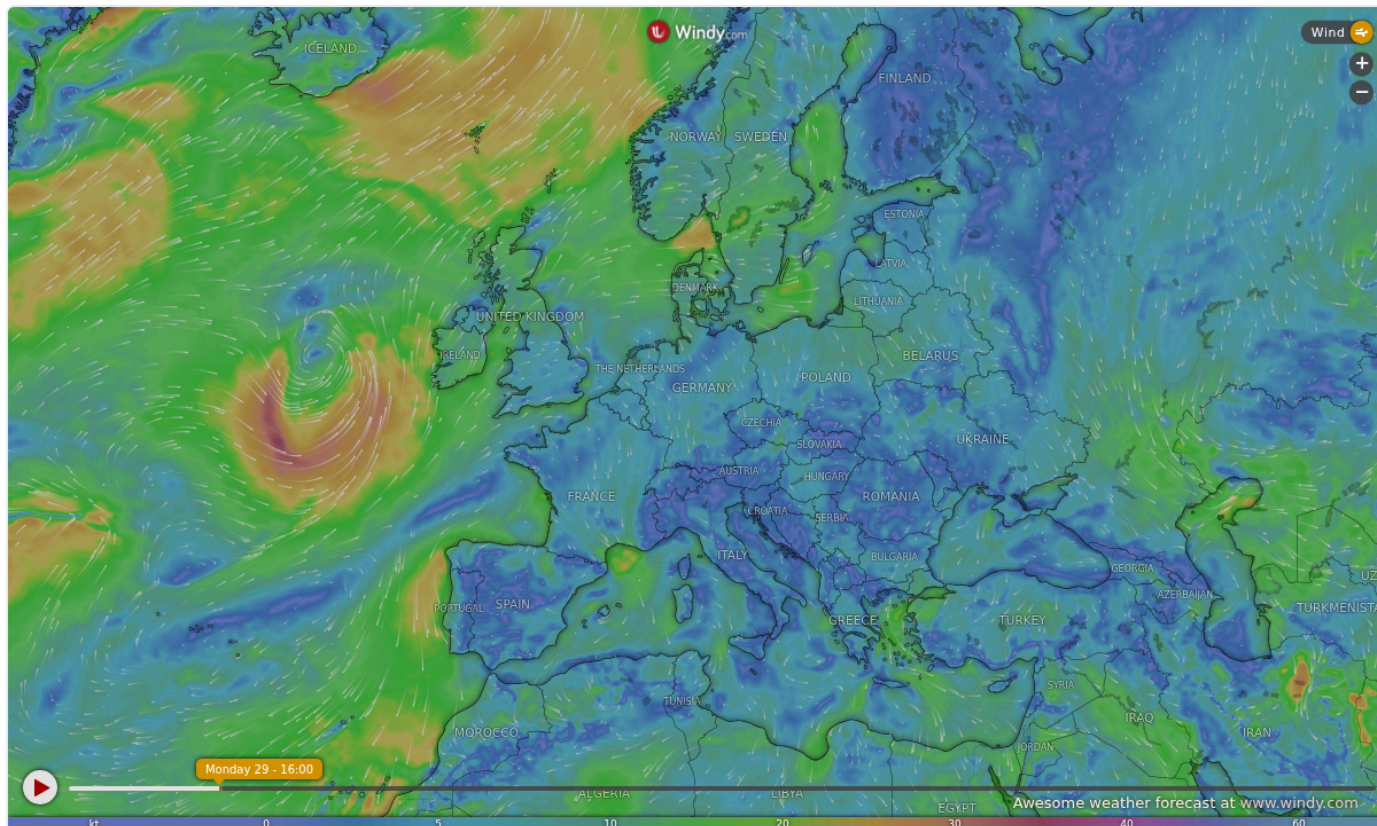 Windy.com
Wind
+
−
ICELAND
FINLAND
NORWAY
SWEDEN
ESTONIA
LATVIA
DENMARK
LITHUANIA
UNITED KINGDOM
IRELAND
BELARUS
THE NETHERLANDS
POLAND
GERMANY
CZECHIA
UKRAINE
SLOVAKIA
AUSTRIA
HUNGARY
FRANCE
ROMANIA
CROATIA
SERBIA
ITALY
BULGARIA
GEORGIA
UZ
AZERBAIJAN
PORTUGAL
SPAIN
TURKMENISTA
GREECE
TURKEY
SYRIA
TUNISIA
IRAQ
MOROCCO
IRAN
JORDAN
Monday 29 - 16:00
ALGERIA
LIBYA
EGYPT
Awesome weather forecast at www.windy.com
kt 0 5 10 20 30 40 60